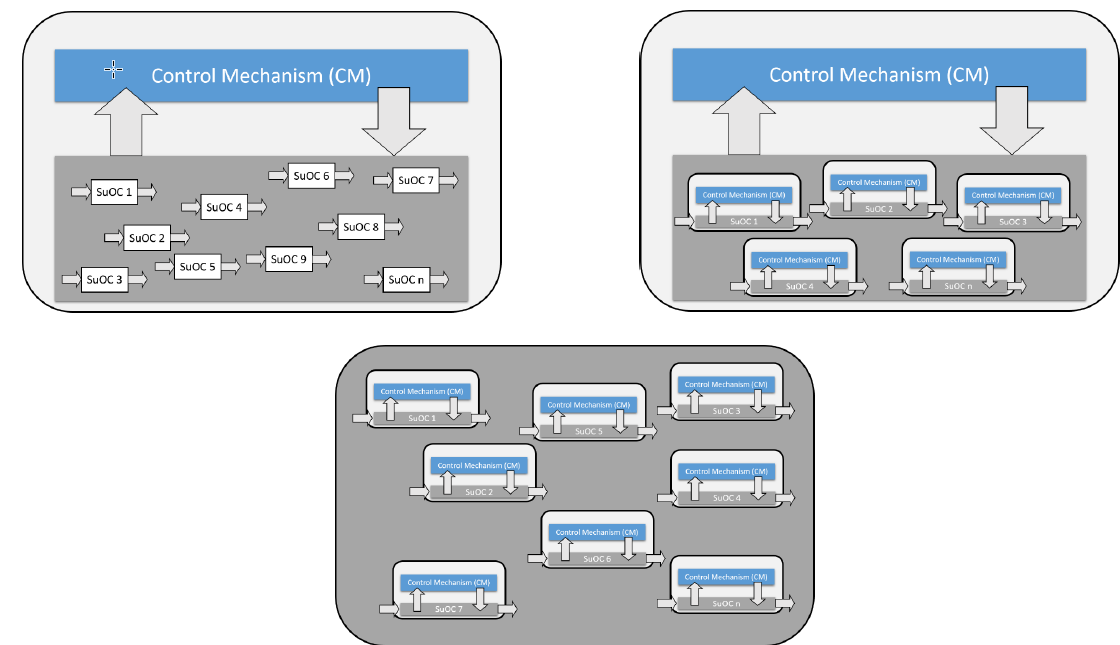 Control Mechanism (CM)
SuOC 1
SuOC 2
SuOC 3
SuOC 4
SuOC 5
SuOC 6
SuOC 7
SuOC 8
SuOC 9
SuOC n
Control Mechanism (CM)
Control Mechanism (CM)
SuOC 1
Control Mechanism (CM)
SuOC 2
Control Mechanism (CM)
SuOC 3
Control Mechanism (CM)
SuOC 4
Control Mechanism (CM)
SuOC n
Control Mechanism (CM)
SuOC 1
Control Mechanism (CM)
SuOC 5
Control Mechanism (CM)
SuOC 3
Control Mechanism (CM)
SuOC 2
Control Mechanism (CM)
SuOC 4
Control Mechanism (CM)
SuOC 6
Control Mechanism (CM)
SuOC 7
Control Mechanism (CM)
SuOC n